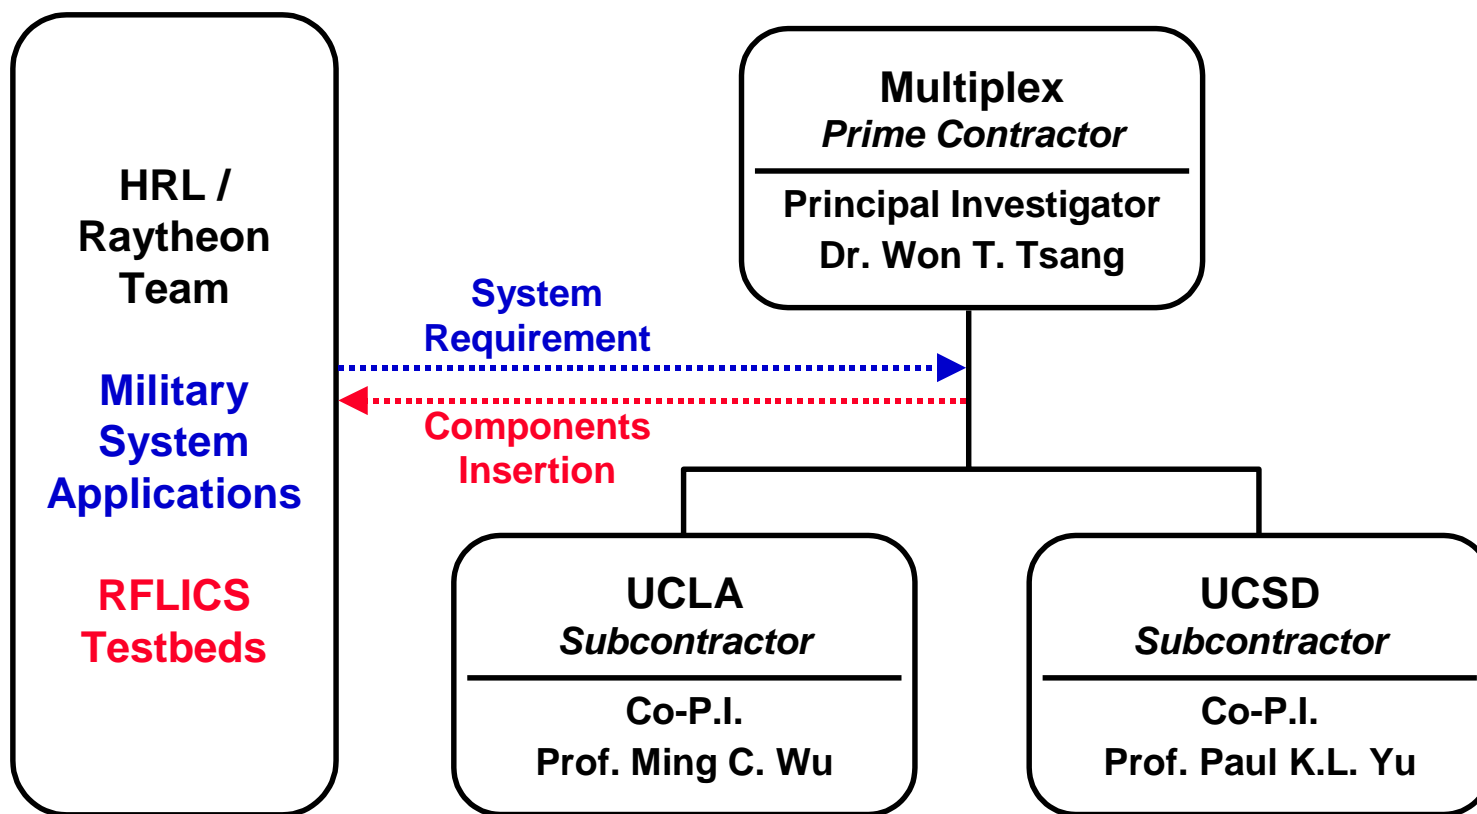 HRL /
Raytheon
Team
Military
System
Applications
RFLICS
Testbeds
System
Requirement
Components
Insertion
Multiplex
Prime Contractor
Principal Investigator
Dr. Won T. Tsang
UCLA
Subcontractor
Co-P.I.
Prof. Ming C. Wu
UCSD
Subcontractor
Co-P.I.
Prof. Paul K.L. Yu